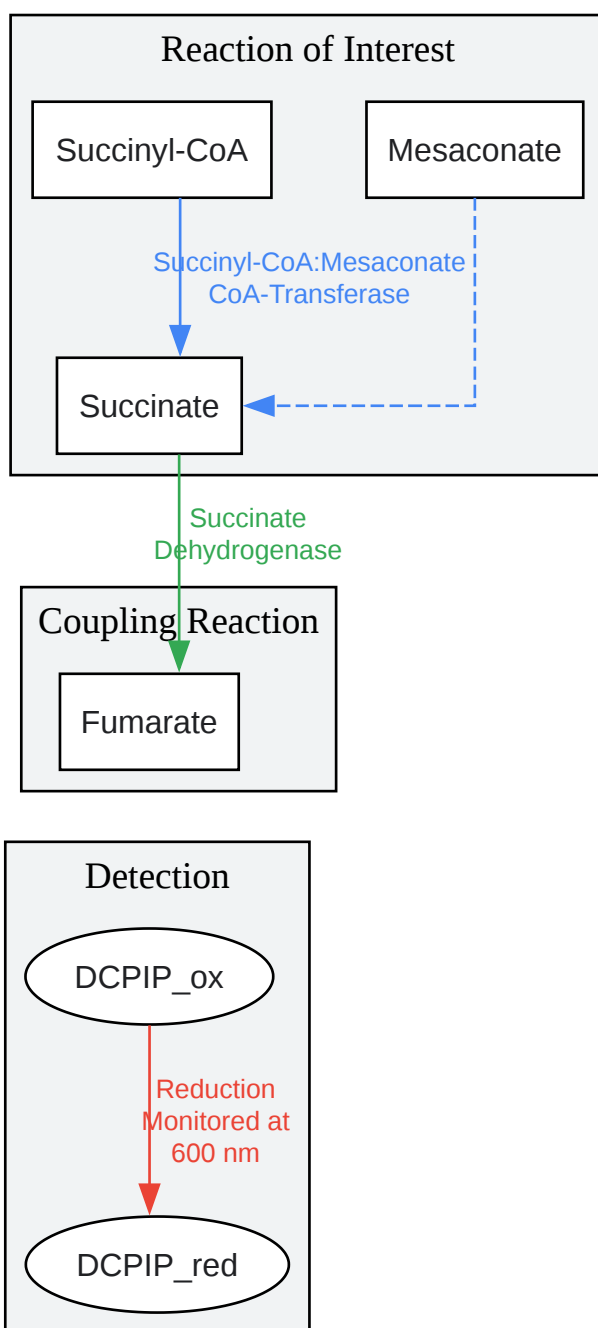 Reaction of Interest
Succinyl-CoA
Mesaconate
Succinyl-CoA:Mesaconate
CoA-Transferase
Succinate
Succinate
Dehydrogenase
Coupling Reaction
Fumarate
Detection
DCPIP_ox
Reduction
Monitored at
600 nm
DCPIP_red